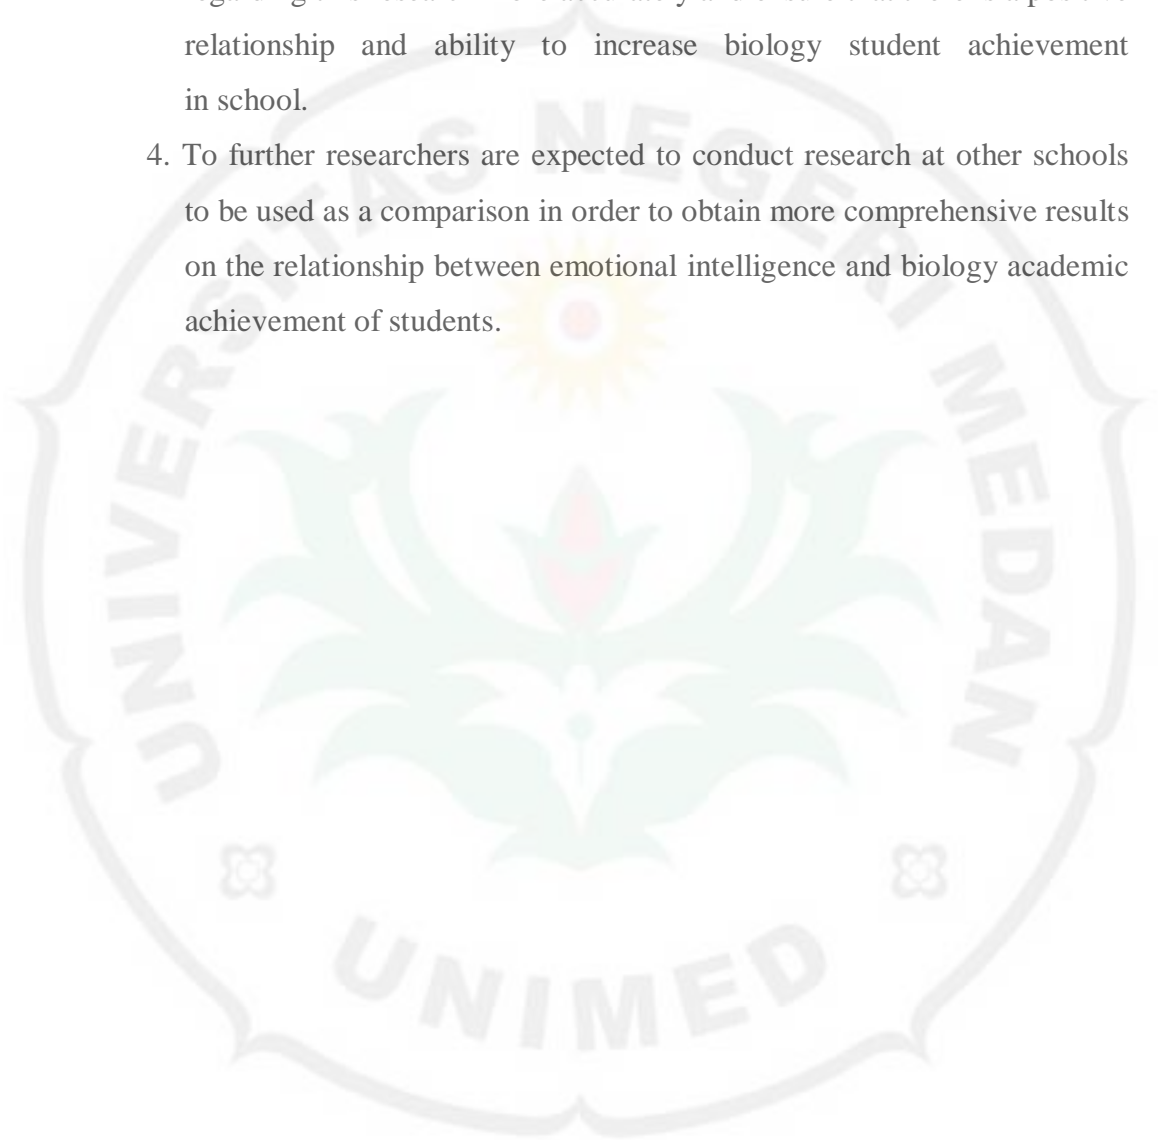 relationship and ability to increase biology student achievement
in school.
4. To further researchers are expected to conduct research at other schools
to be used as a comparison in order to obtain more comprehensive results
on the relationship between emotional intelligence and biology academic
achievement of students.
UNIVERSITAS NEGERI MEDAN
UNIMED